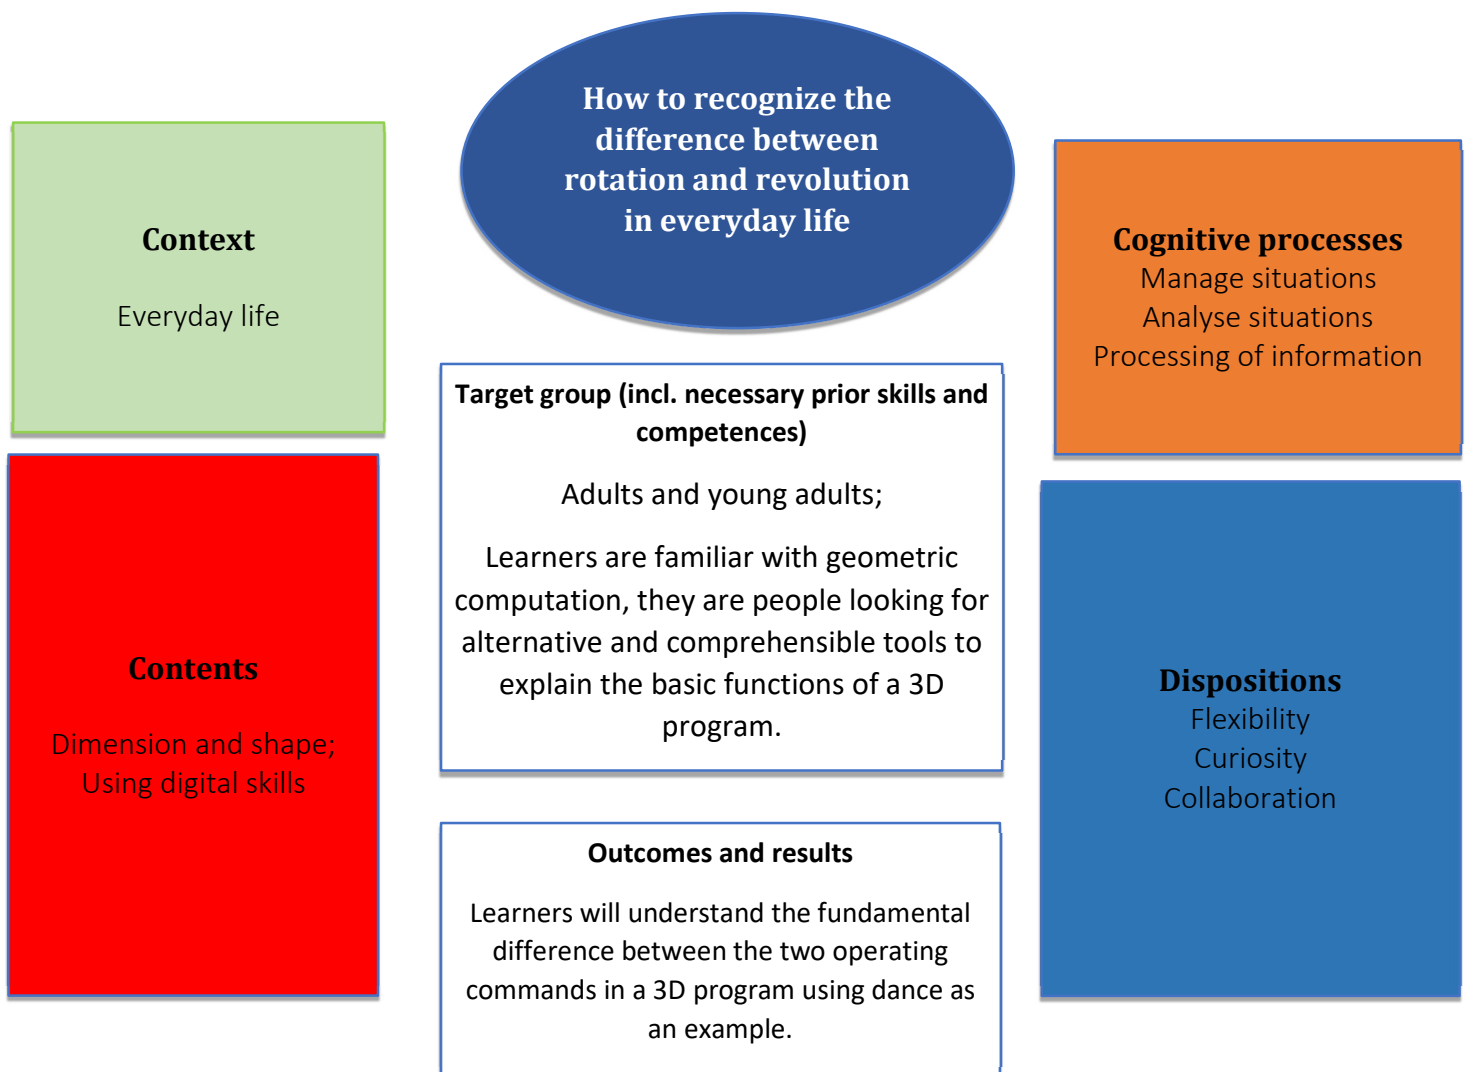 How to recognize the
difference between
rotation and revolution
in everyday life
Context
Everyday life
Cognitive processes
Manage situations
Analyse situations
Processing of information
Target group (incl. necessary prior skills and
competences)
Adults and young adults;
Learners are familiar with geometric
computation, they are people looking for
alternative and comprehensible tools to
explain the basic functions of a 3D
program.
Contents
Dimension and shape;
Using digital skills
Dispositions
Flexibility
Curiosity
Collaboration
Outcomes and results
Learners will understand the fundamental
difference between the two operating
commands in a 3D program using dance as
an example.